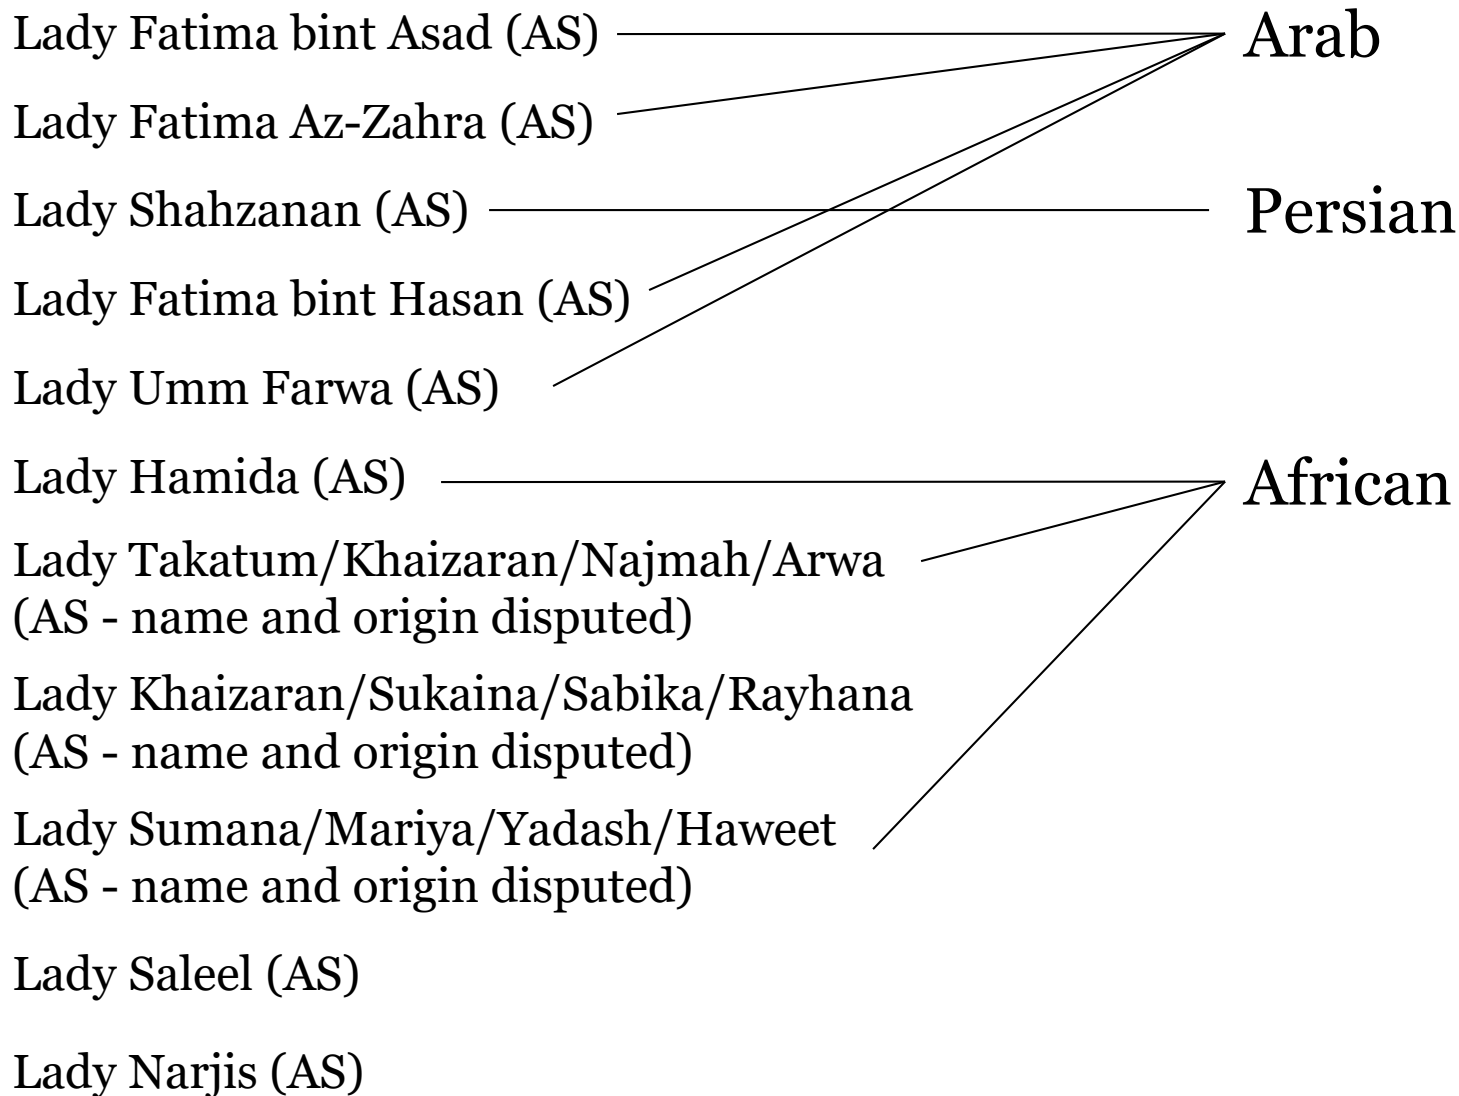 Lady Fatima bint Asad (AS)
Arab
Lady Fatima Az-Zahra (AS)
Lady Shahzanan (AS)
Persian
Lady Fatima bint Hasan (AS)
Lady Umm Farwa (AS)
Lady Hamida (AS)
African
Lady Takatum/Khaizaran/Najmah/Arwa
(AS - name and origin disputed)
Lady Khaizaran/Sukaina/Sabika/Rayhana
(AS - name and origin disputed)
Lady Sumana/Mariya/Yadash/Haweet
(AS - name and origin disputed)
Lady Saleel (AS)
Lady Narjis (AS)